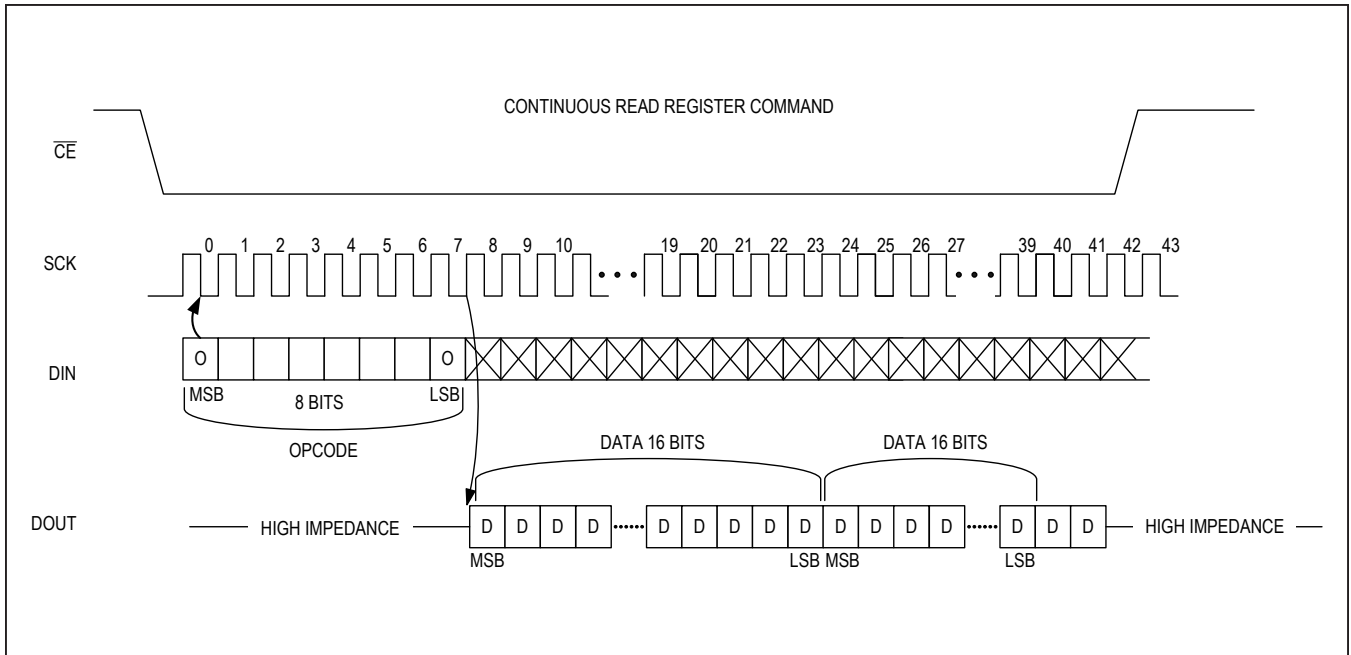 CONTINUOUS READ REGISTER COMMAND
CE
0 1 2 3 4 5 6 7 8 9 10 19 20 21 22 23 24 25 26 27 39 40 41 42 43
SCK
DIN O O
MSB 8 BITS LSB
OPCODE
DATA 16 BITS DATA 16 BITS
DOUT HIGH IMPEDANCE D D D D D D D D D D D D D D D D HIGH IMPEDANCE
MSB LSB MSB LSB